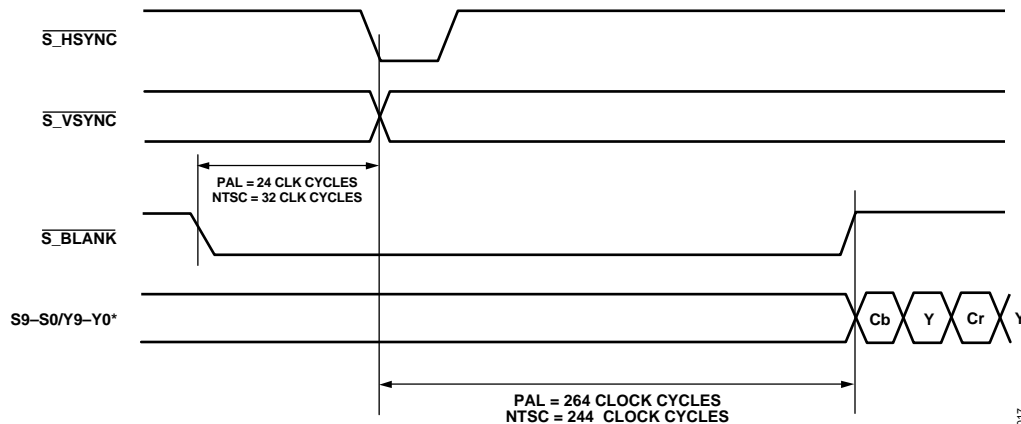 S_HSYNC
S_VSYNC
PAL = 24 CLK CYCLES
NTSC = 32 CLK CYCLES
S_BLANK
S9–S0/Y9–Y0*
Cb Y Cr Y
PAL = 264 CLOCK CYCLES
NTSC = 244 CLOCK CYCLES
017